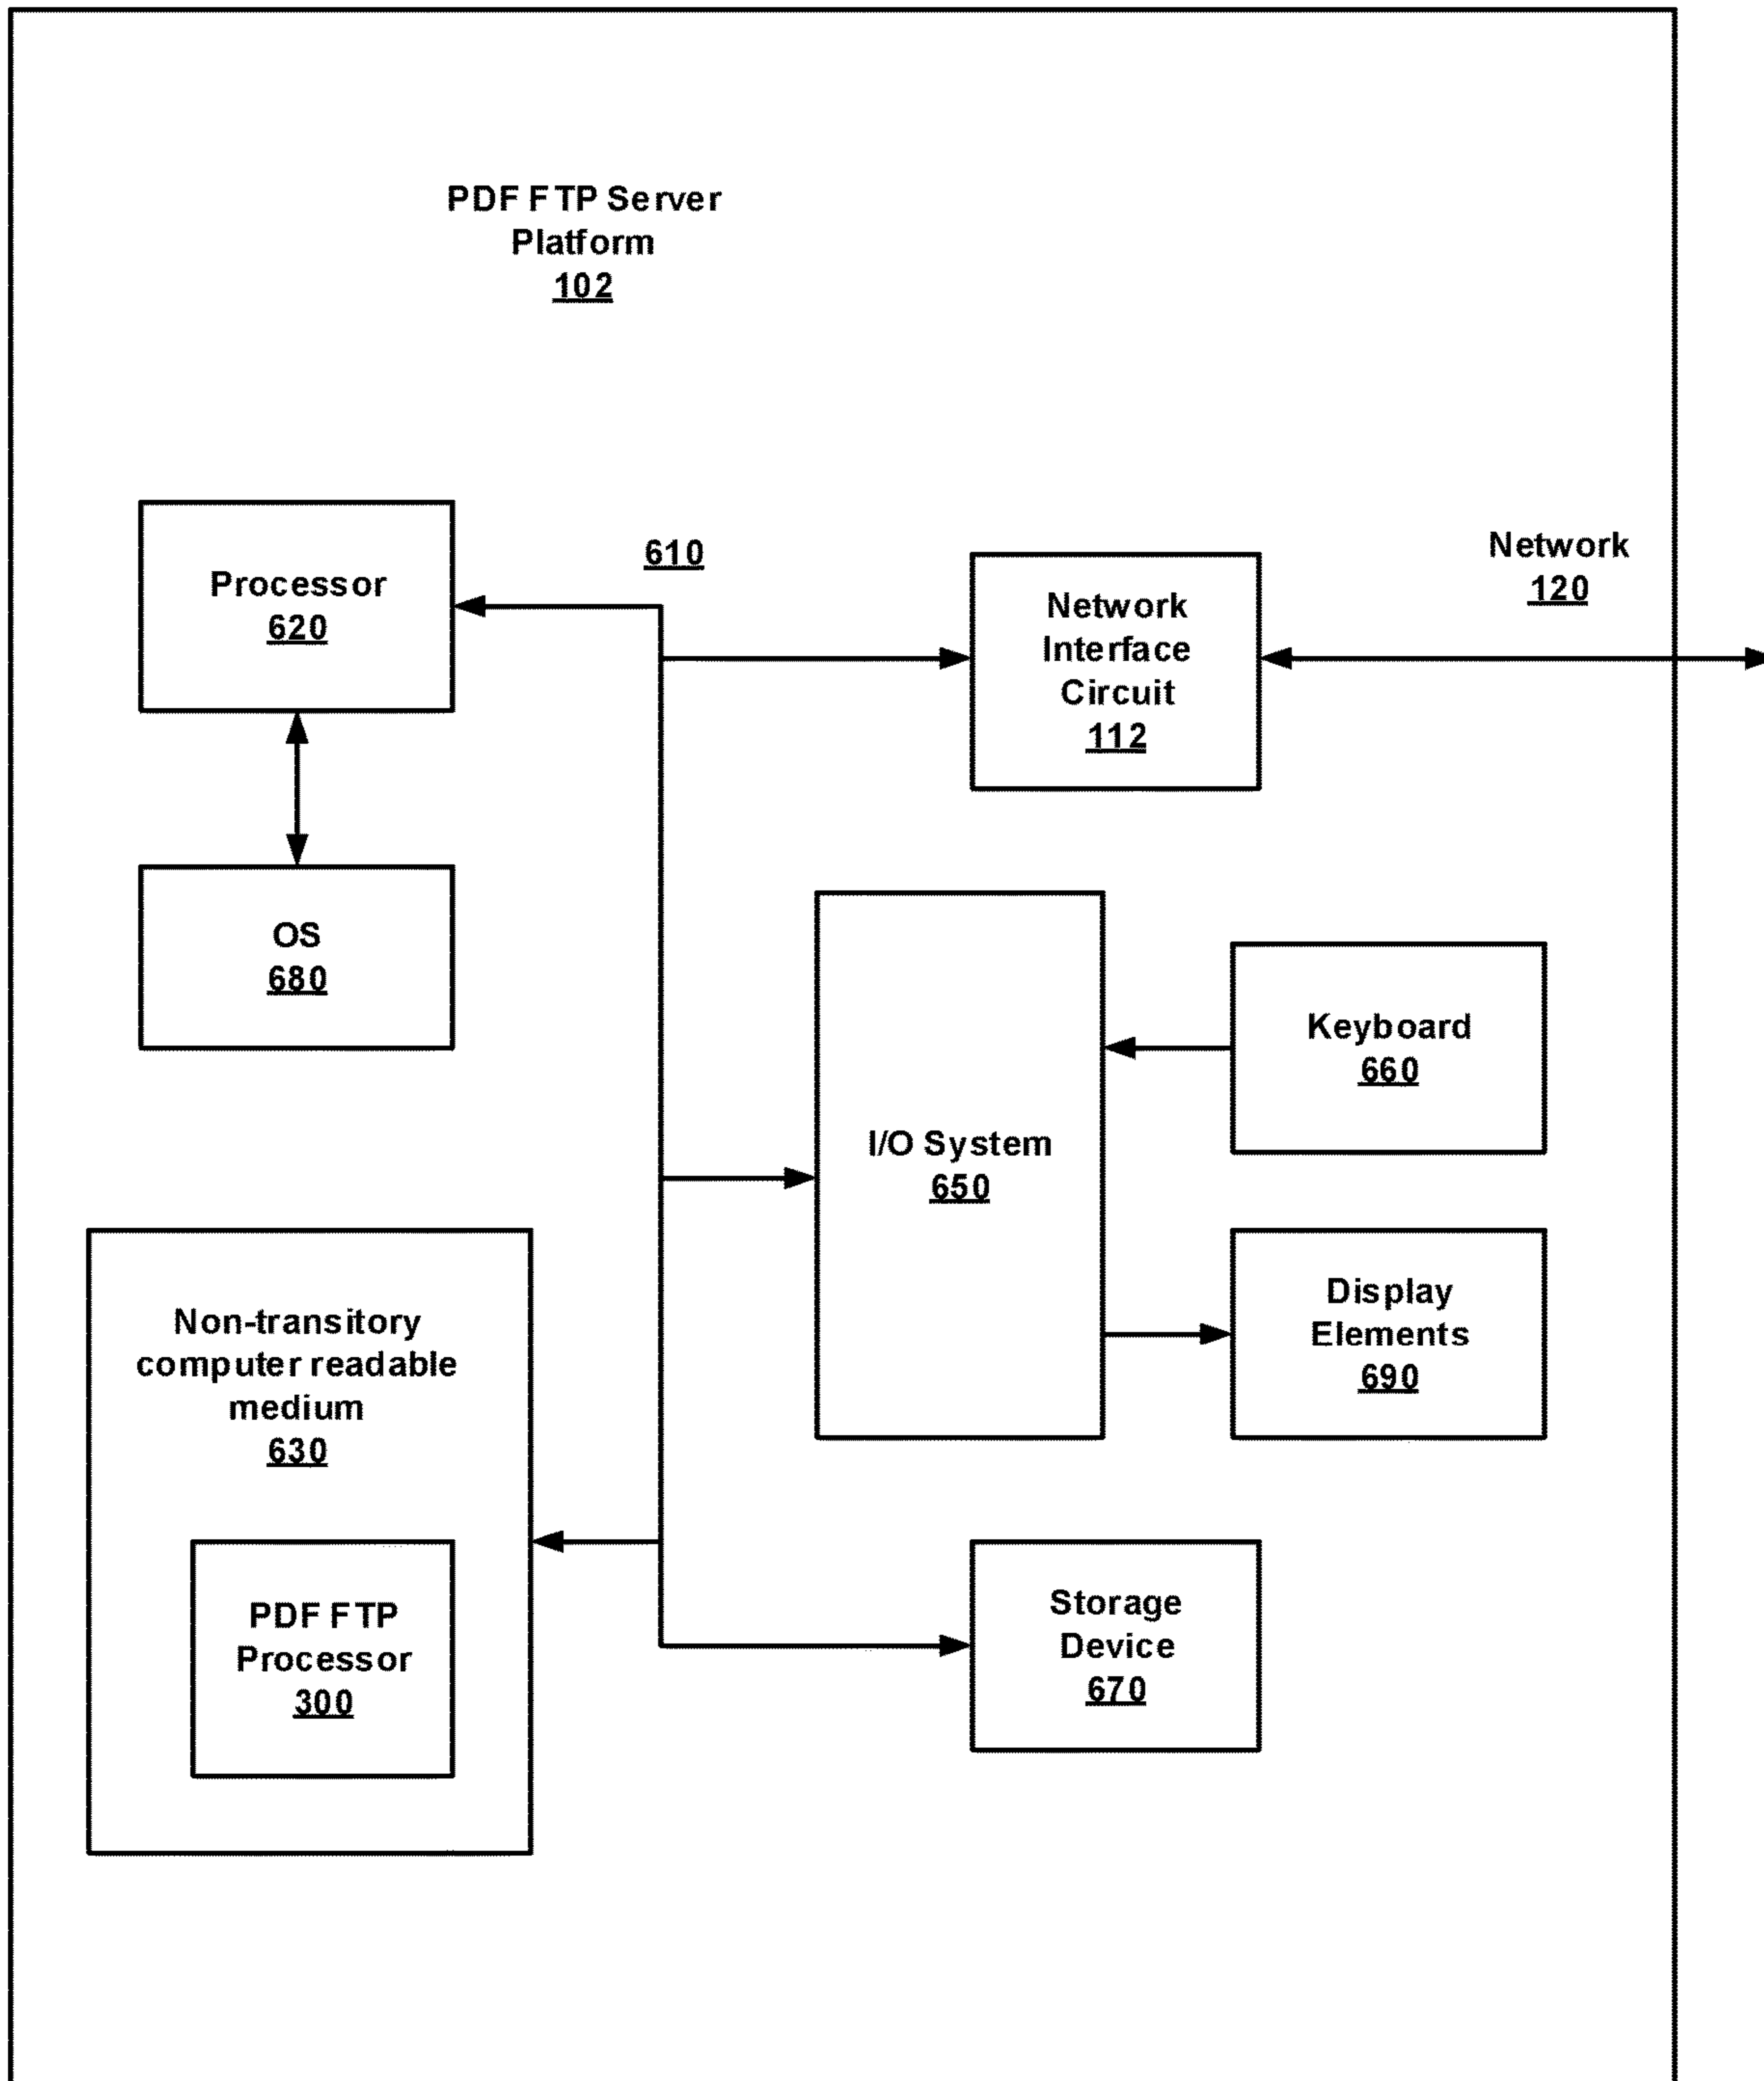 PDF FTP Server
Platform
102
Processor
620
610
Network
Interface
Circuit
112
Network
120
OS
680
I/O System
650
Keyboard
660
Display
Elements
690
Non-transitory
computer readable
medium
630
PDF FTP
Processor
300
Storage
Device
670